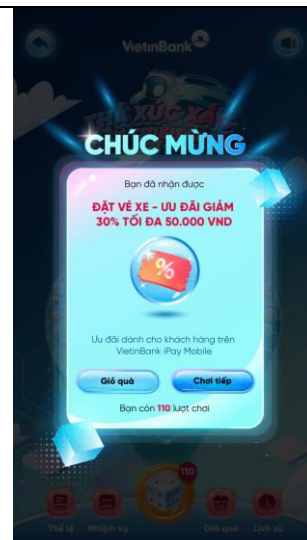 VietinBank
THẢ XÚC XẮC
CHÚC MỪNG
Bạn đã nhận được
ĐẶT VÉ XE - ƯU ĐÃI GIẢM
30% TỐI ĐA 50.000 VND
%
Ưu đãi dành cho khách hàng trên
VietinBank iPay Mobile
Giỏ quà
Chơi tiếp
Bạn còn 110 lượt chơi
110
Thể lệ
Nhiệm vụ
Giỏ quà
Lịch sử